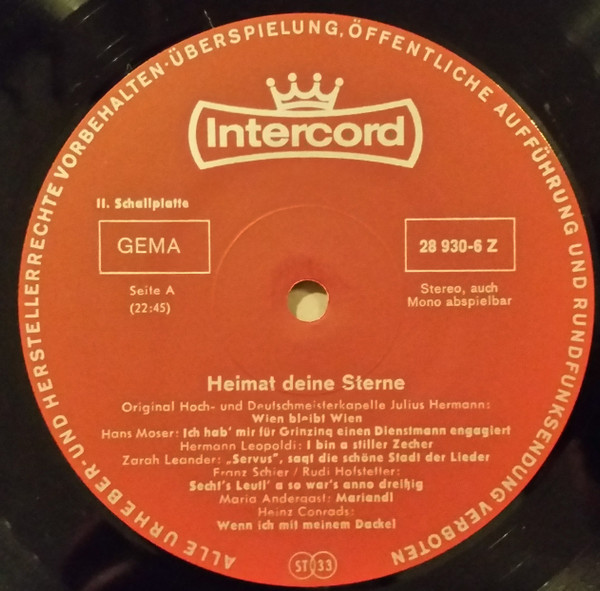 ALLE URHEBER- UND HERSTELLERRECHTE VORBEHALTEN·ÜBERSPIELUNG, ÖFFENTLICHE AUFFÜHRUNG UND RUNDFUNKSENDUNG VERBOTEN
Intercord
II. Schallplatte
GEMA
28 930-6 Z
Seite A
(22:45)
Stereo, auch
Mono abspielbar
Heimat deine Sterne
Original Hoch- und Deutschmeisterkapelle Julius Hermann:
Wien bleibt Wien
Hans Moser: Ich hab' mir für Grinzing einen Dienstmann engagiert
Hermann Leopoldi: I bin a stiller Zecher
Zarah Leander: „Servus", sagt die schöne Stadt der Lieder
Franz Schier / Rudi Hofstetter:
Secht's Leutl' a so war's anno dreißig
Maria Andergast: Mariandl
Heinz Conrads:
Wenn ich mit meinem Dackel
ST 33